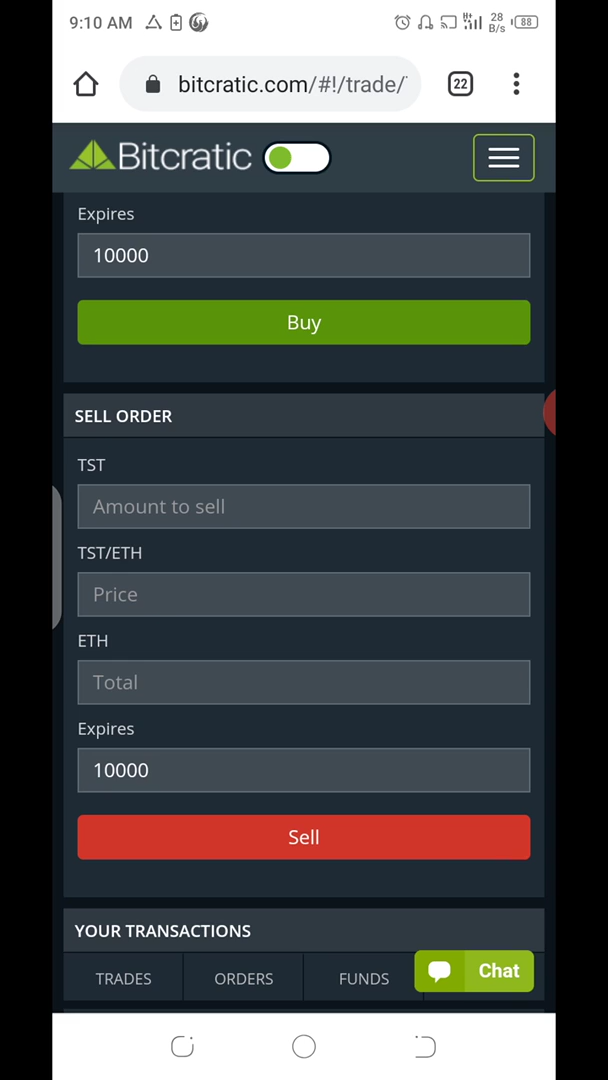 9:10 AM 28 B/s 88
bitcratic.com/#!/trade/ 22
Bitcratic
Expires
10000
Buy
SELL ORDER
TST
Amount to sell
TST/ETH
Price
ETH
Total
Expires
10000
Sell
YOUR TRANSACTIONS
TRADES ORDERS FUNDS
Chat